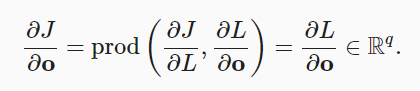 ∂J/∂𝐨 = prod(∂J/∂L, ∂L/∂𝐨) = ∂L/∂𝐨 ∈ ℝ^q.